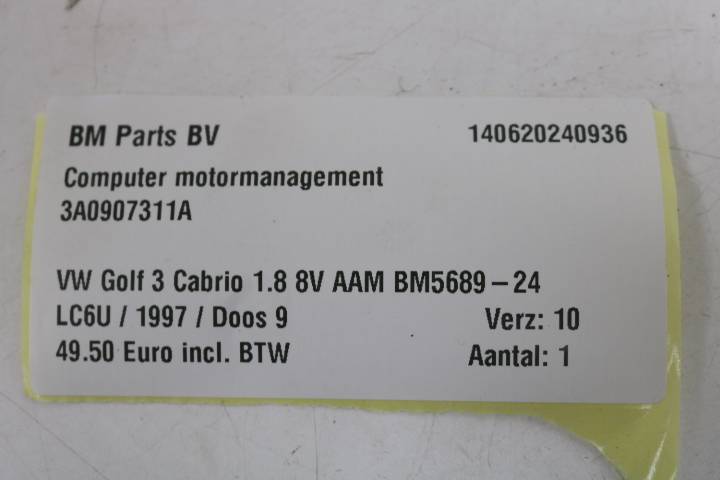 BM Parts BV 140620240936
Computer motormanagement
3A0907311A
VW Golf 3 Cabrio 1.8 8V AAM BM5689-24
LC6U / 1997 / Doos 9 Verz: 10
49.50 Euro incl. BTW Aantal: 1